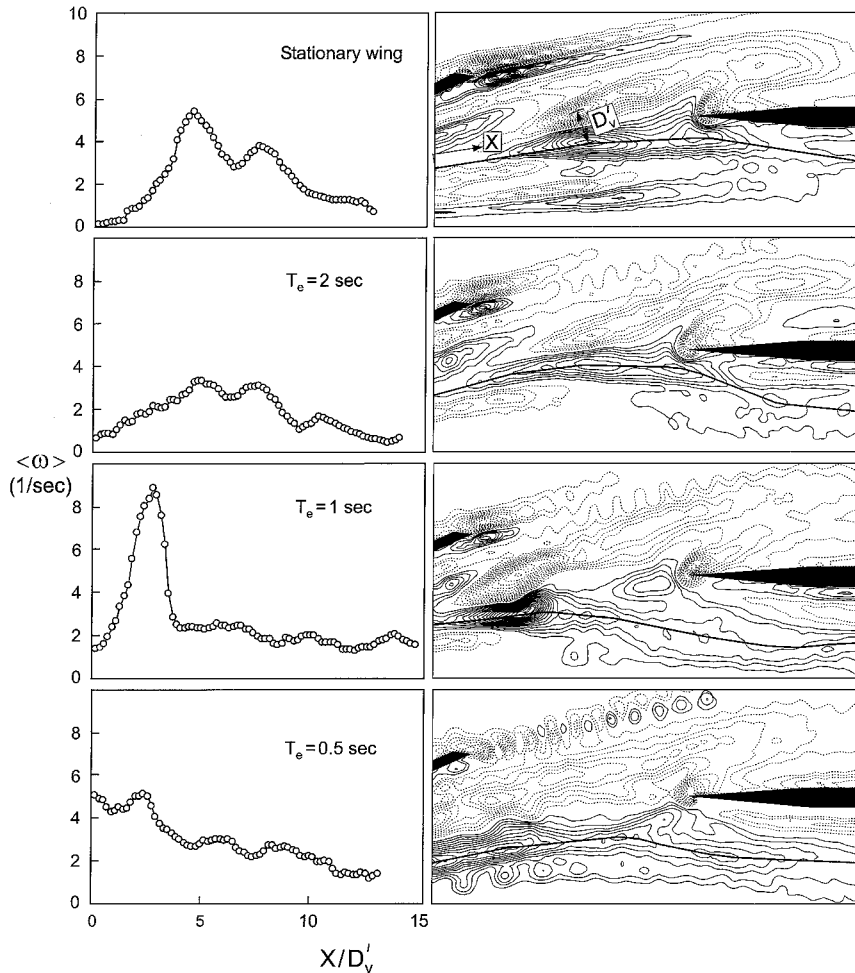 10
8
6
4
2
0
Stationary wing
X
D′v
8
6
4
2
0
Te = 2 sec
<ω>
(1/sec)
8
6
4
2
0
Te = 1 sec
8
6
4
2
0
Te = 0.5 sec
0 5 10 15
X/D′v